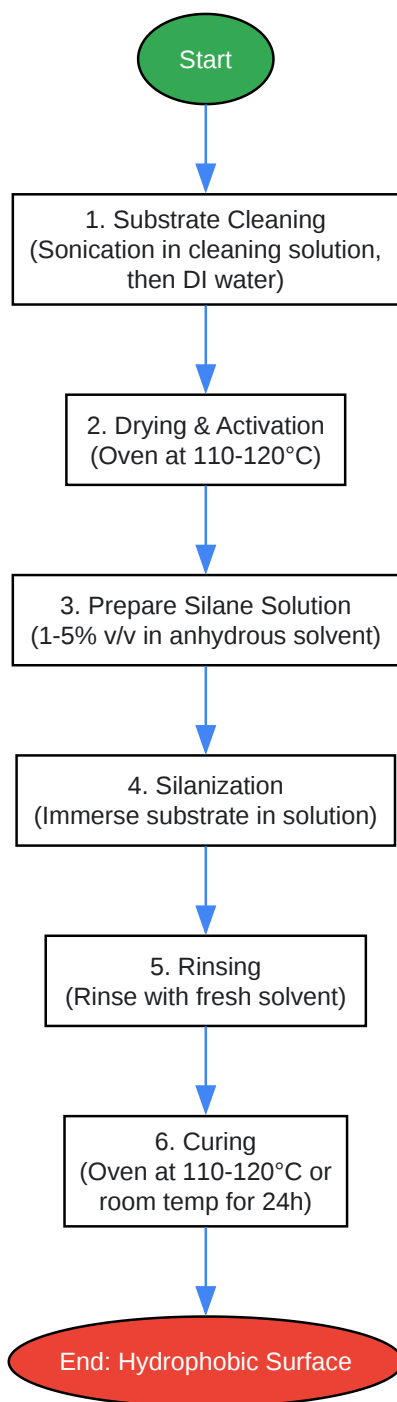 Start
1. Substrate Cleaning
(Sonication in cleaning solution,
then DI water)
2. Drying & Activation
(Oven at 110-120°C)
3. Prepare Silane Solution
(1-5% v/v in anhydrous solvent)
4. Silanization
(Immerse substrate in solution)
5. Rinsing
(Rinse with fresh solvent)
6. Curing
(Oven at 110-120°C or
room temp for 24h)
End: Hydrophobic Surface